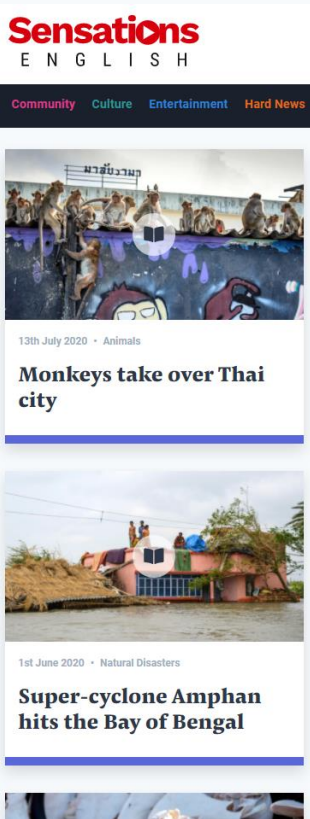 Sensations
ENGLISH
Community Culture Entertainment Hard News
13th July 2020 • Animals
Monkeys take over Thai
city
1st June 2020 • Natural Disasters
Super-cyclone Amphan
hits the Bay of Bengal